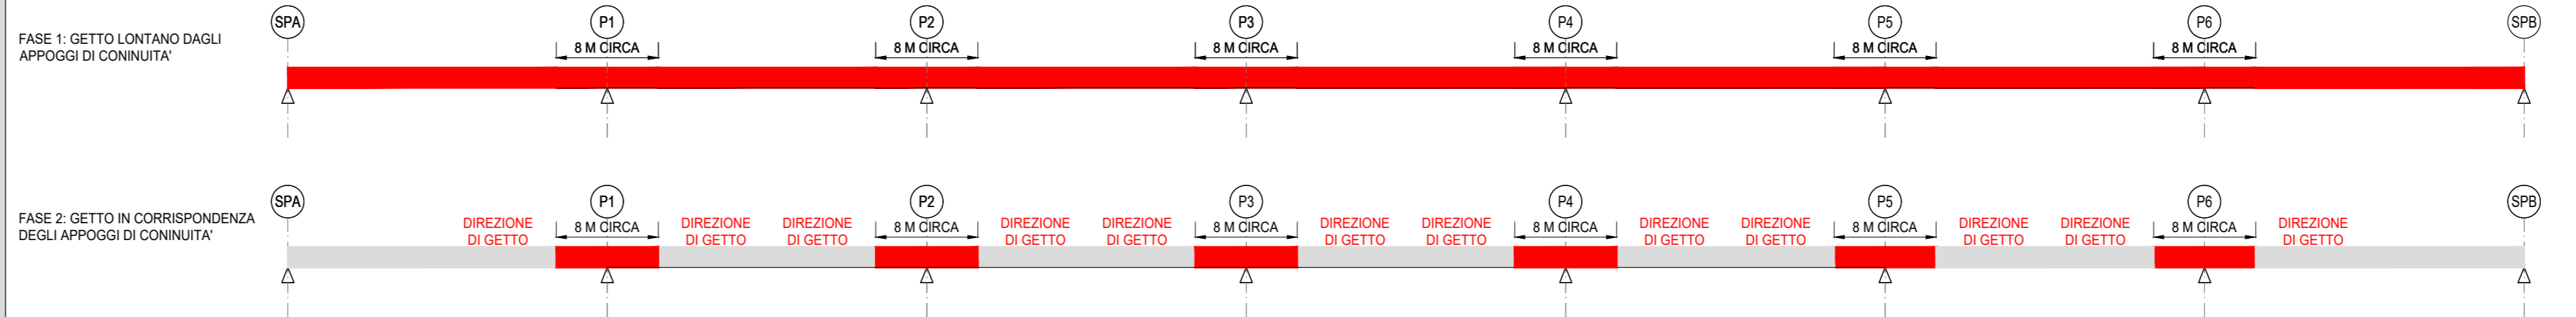 SPA P1 P2 P3 P4 P5 P6 SPB
FASE 1: GETTO LONTANO DAGLI
APPOGGI DI CONINUITA'
8 M CIRCA 8 M CIRCA 8 M CIRCA 8 M CIRCA 8 M CIRCA 8 M CIRCA
SPA P1 P2 P3 P4 P5 P6 SPB
FASE 2: GETTO IN CORRISPONDENZA
DEGLI APPOGGI DI CONINUITA'
DIREZIONE DIREZIONE DIREZIONE DIREZIONE DIREZIONE DIREZIONE DIREZIONE DIREZIONE DIREZIONE DIREZIONE DIREZIONE DIREZIONE
8 M CIRCA 8 M CIRCA 8 M CIRCA 8 M CIRCA 8 M CIRCA 8 M CIRCA
DI GETTO DI GETTO DI GETTO DI GETTO DI GETTO DI GETTO DI GETTO DI GETTO DI GETTO DI GETTO DI GETTO DI GETTO